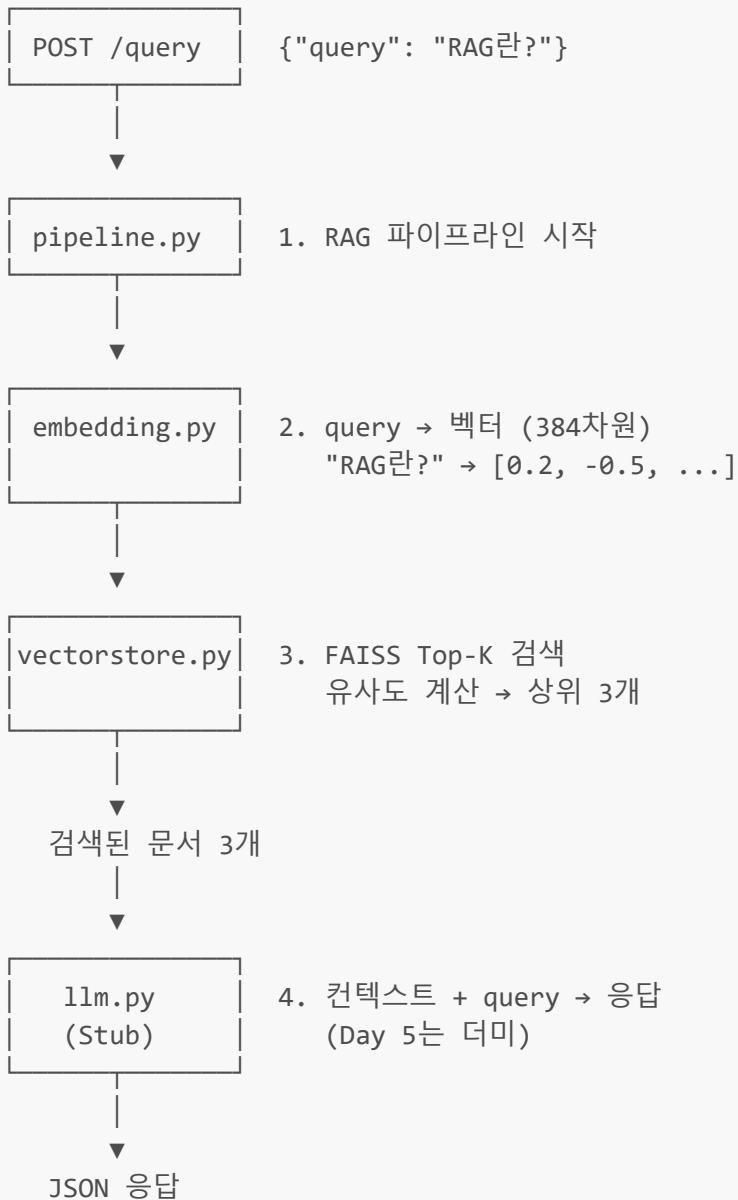 POST /query {"query": "RAG란?"}
pipeline.py 1. RAG 파이프라인 시작
embedding.py 2. query → 벡터 (384차원)
"RAG란?" → [0.2, -0.5, ...]
vectorstore.py 3. FAISS Top-K 검색
유사도 계산 → 상위 3개
검색된 문서 3개
llm.py 4. 컨텍스트 + query → 응답
(Stub) (Day 5는 더미)
JSON 응답